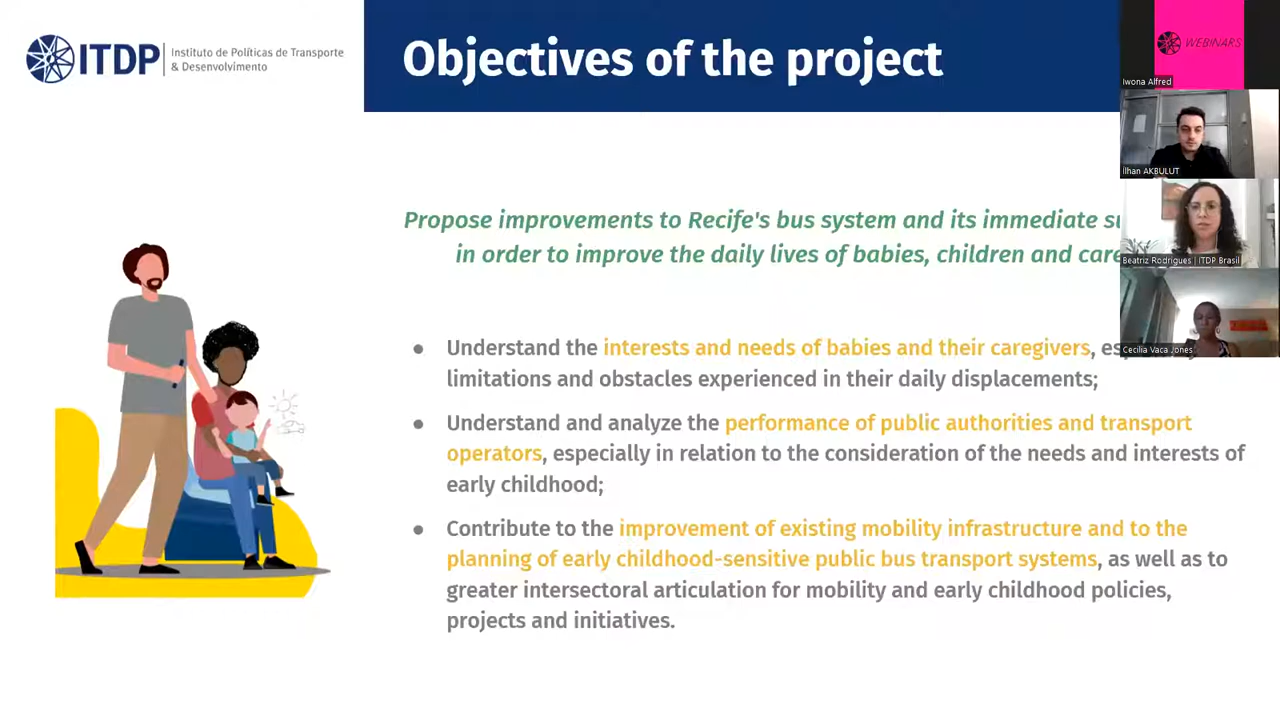 ITDP
Instituto de Políticas de Transporte
& Desenvolvimento
Objectives of the project
WEBINARS
Iwona Alfred
İlhan AKBULUT
Beatriz Rodrigues | ITDP Brasil
Cecilia Vaca Jones
Propose improvements to Recife's bus system and its immediate
in order to improve the daily lives of babies, children and
● Understand the interests and needs of babies and their caregivers,
limitations and obstacles experienced in their daily displacements;
● Understand and analyze the performance of public authorities and transport
operators, especially in relation to the consideration of the needs and interests of
early childhood;
● Contribute to the improvement of existing mobility infrastructure and to the
planning of early childhood-sensitive public bus transport systems, as well as to
greater intersectoral articulation for mobility and early childhood policies,
projects and initiatives.